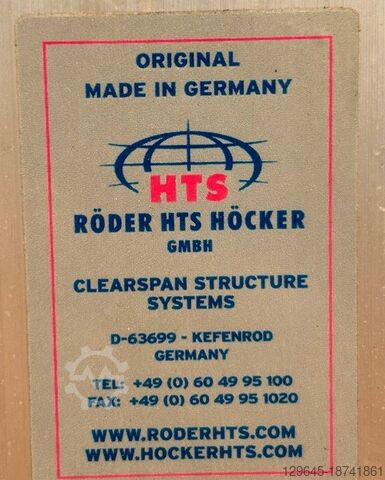 ORIGINAL
MADE IN GERMANY
HTS
RÖDER HTS HÖCKER
GMBH
CLEARSPAN STRUCTURE
SYSTEMS
D-63699 - KEFENROD
GERMANY
TEL: +49 (0) 60 49 95 100
FAX: +49 (0) 60 49 95 1020
WWW.RODERHTS.COM
WWW.HOCKERHTS.COM
129645-18741861